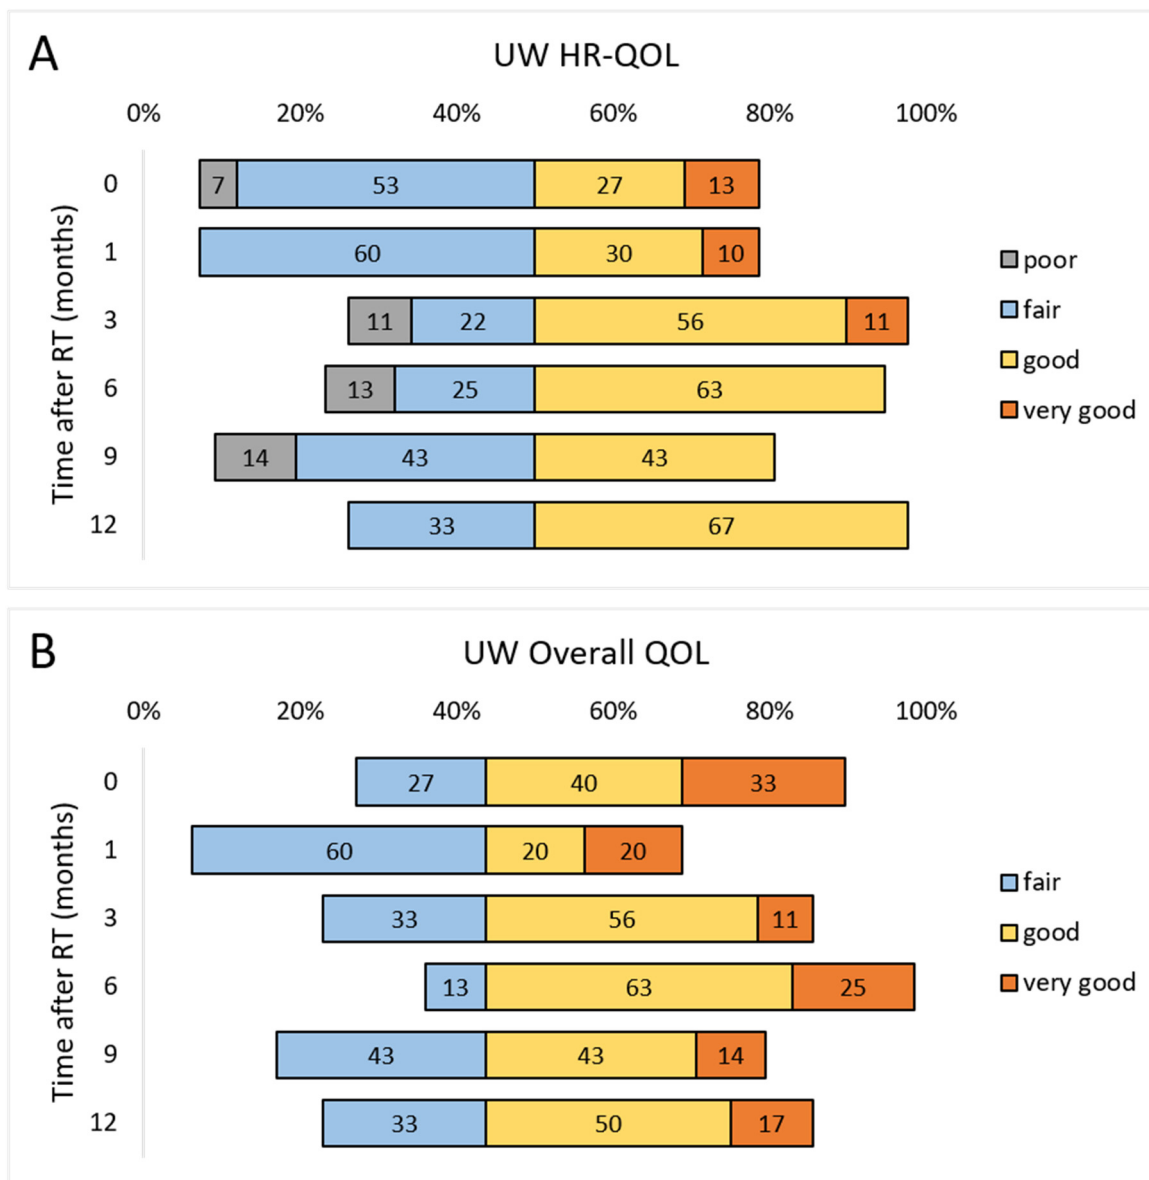 A
UW HR-QOL
0% 20% 40% 60% 80% 100%
Time after RT (months)
0 7 53 27 13
1 60 30 10
3 11 22 56 11
6 13 25 63
9 14 43 43
12 33 67
poor
fair
good
very good
B
UW Overall QOL
0% 20% 40% 60% 80% 100%
Time after RT (months)
0 27 40 33
1 60 20 20
3 33 56 11
6 13 63 25
9 43 43 14
12 33 50 17
fair
good
very good